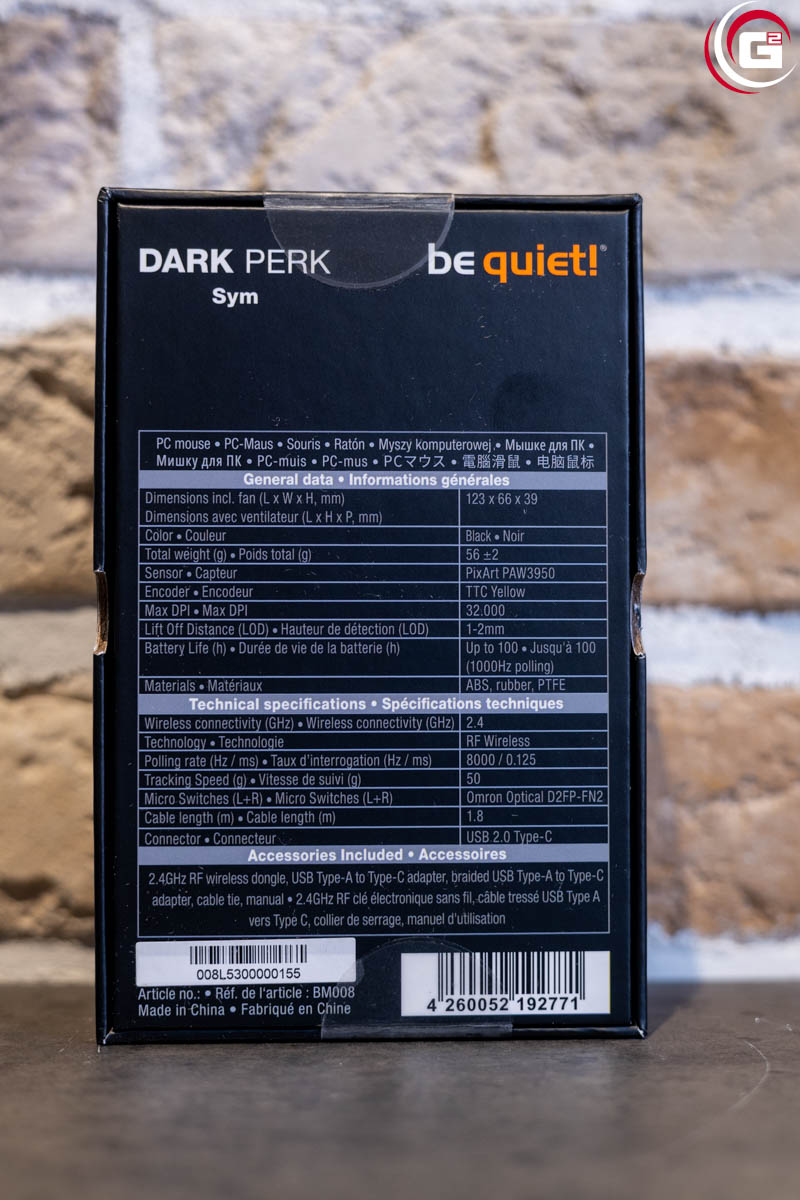 G²
DARK PERK
Sym
be quiet!®
PC mouse • PC-Maus • Souris • Ratón • Myszy komputerowej • Мышке для ПК •
Мишку для ПК • PC-muis • PC-mus • PCマウス • 電腦滑鼠 • 电脑鼠标
General data • Informations générales
Dimensions incl. fan (L x W x H, mm) 123 x 66 x 39
Dimensions avec ventilateur (L x H x P, mm)
Color • Couleur Black • Noir
Total weight (g) • Poids total (g) 56 ±2
Sensor • Capteur PixArt PAW3950
Encoder • Encodeur TTC Yellow
Max DPI • Max DPI 32.000
Lift Off Distance (LOD) • Hauteur de détection (LOD) 1-2mm
Battery Life (h) • Durée de vie de la batterie (h) Up to 100 • Jusqu'à 100
(1000Hz polling)
Materials • Matériaux ABS, rubber, PTFE
Technical specifications • Spécifications techniques
Wireless connectivity (GHz) • Wireless connectivity (GHz) 2.4
Technology • Technologie RF Wireless
Polling rate (Hz / ms) • Taux d'interrogation (Hz / ms) 8000 / 0.125
Tracking Speed (g) • Vitesse de suivi (g) 50
Micro Switches (L+R) • Micro Switches (L+R) Omron Optical D2FP-FN2
Cable length (m) • Cable length (m) 1.8
Connector • Connecteur USB 2.0 Type-C
Accessories Included • Accessoires
2.4GHz RF wireless dongle, USB Type-A to Type-C adapter, braided USB Type-A to Type-C
adapter, cable tie, manual • 2.4GHz RF clé électronique sans fil, câble tressé USB Type A
vers Type C, collier de serrage, manuel d'utilisation
008L5300000155
Article no.: • Réf. de l'article : BM008
Made in China • Fabriqué en Chine
4 260052 192771